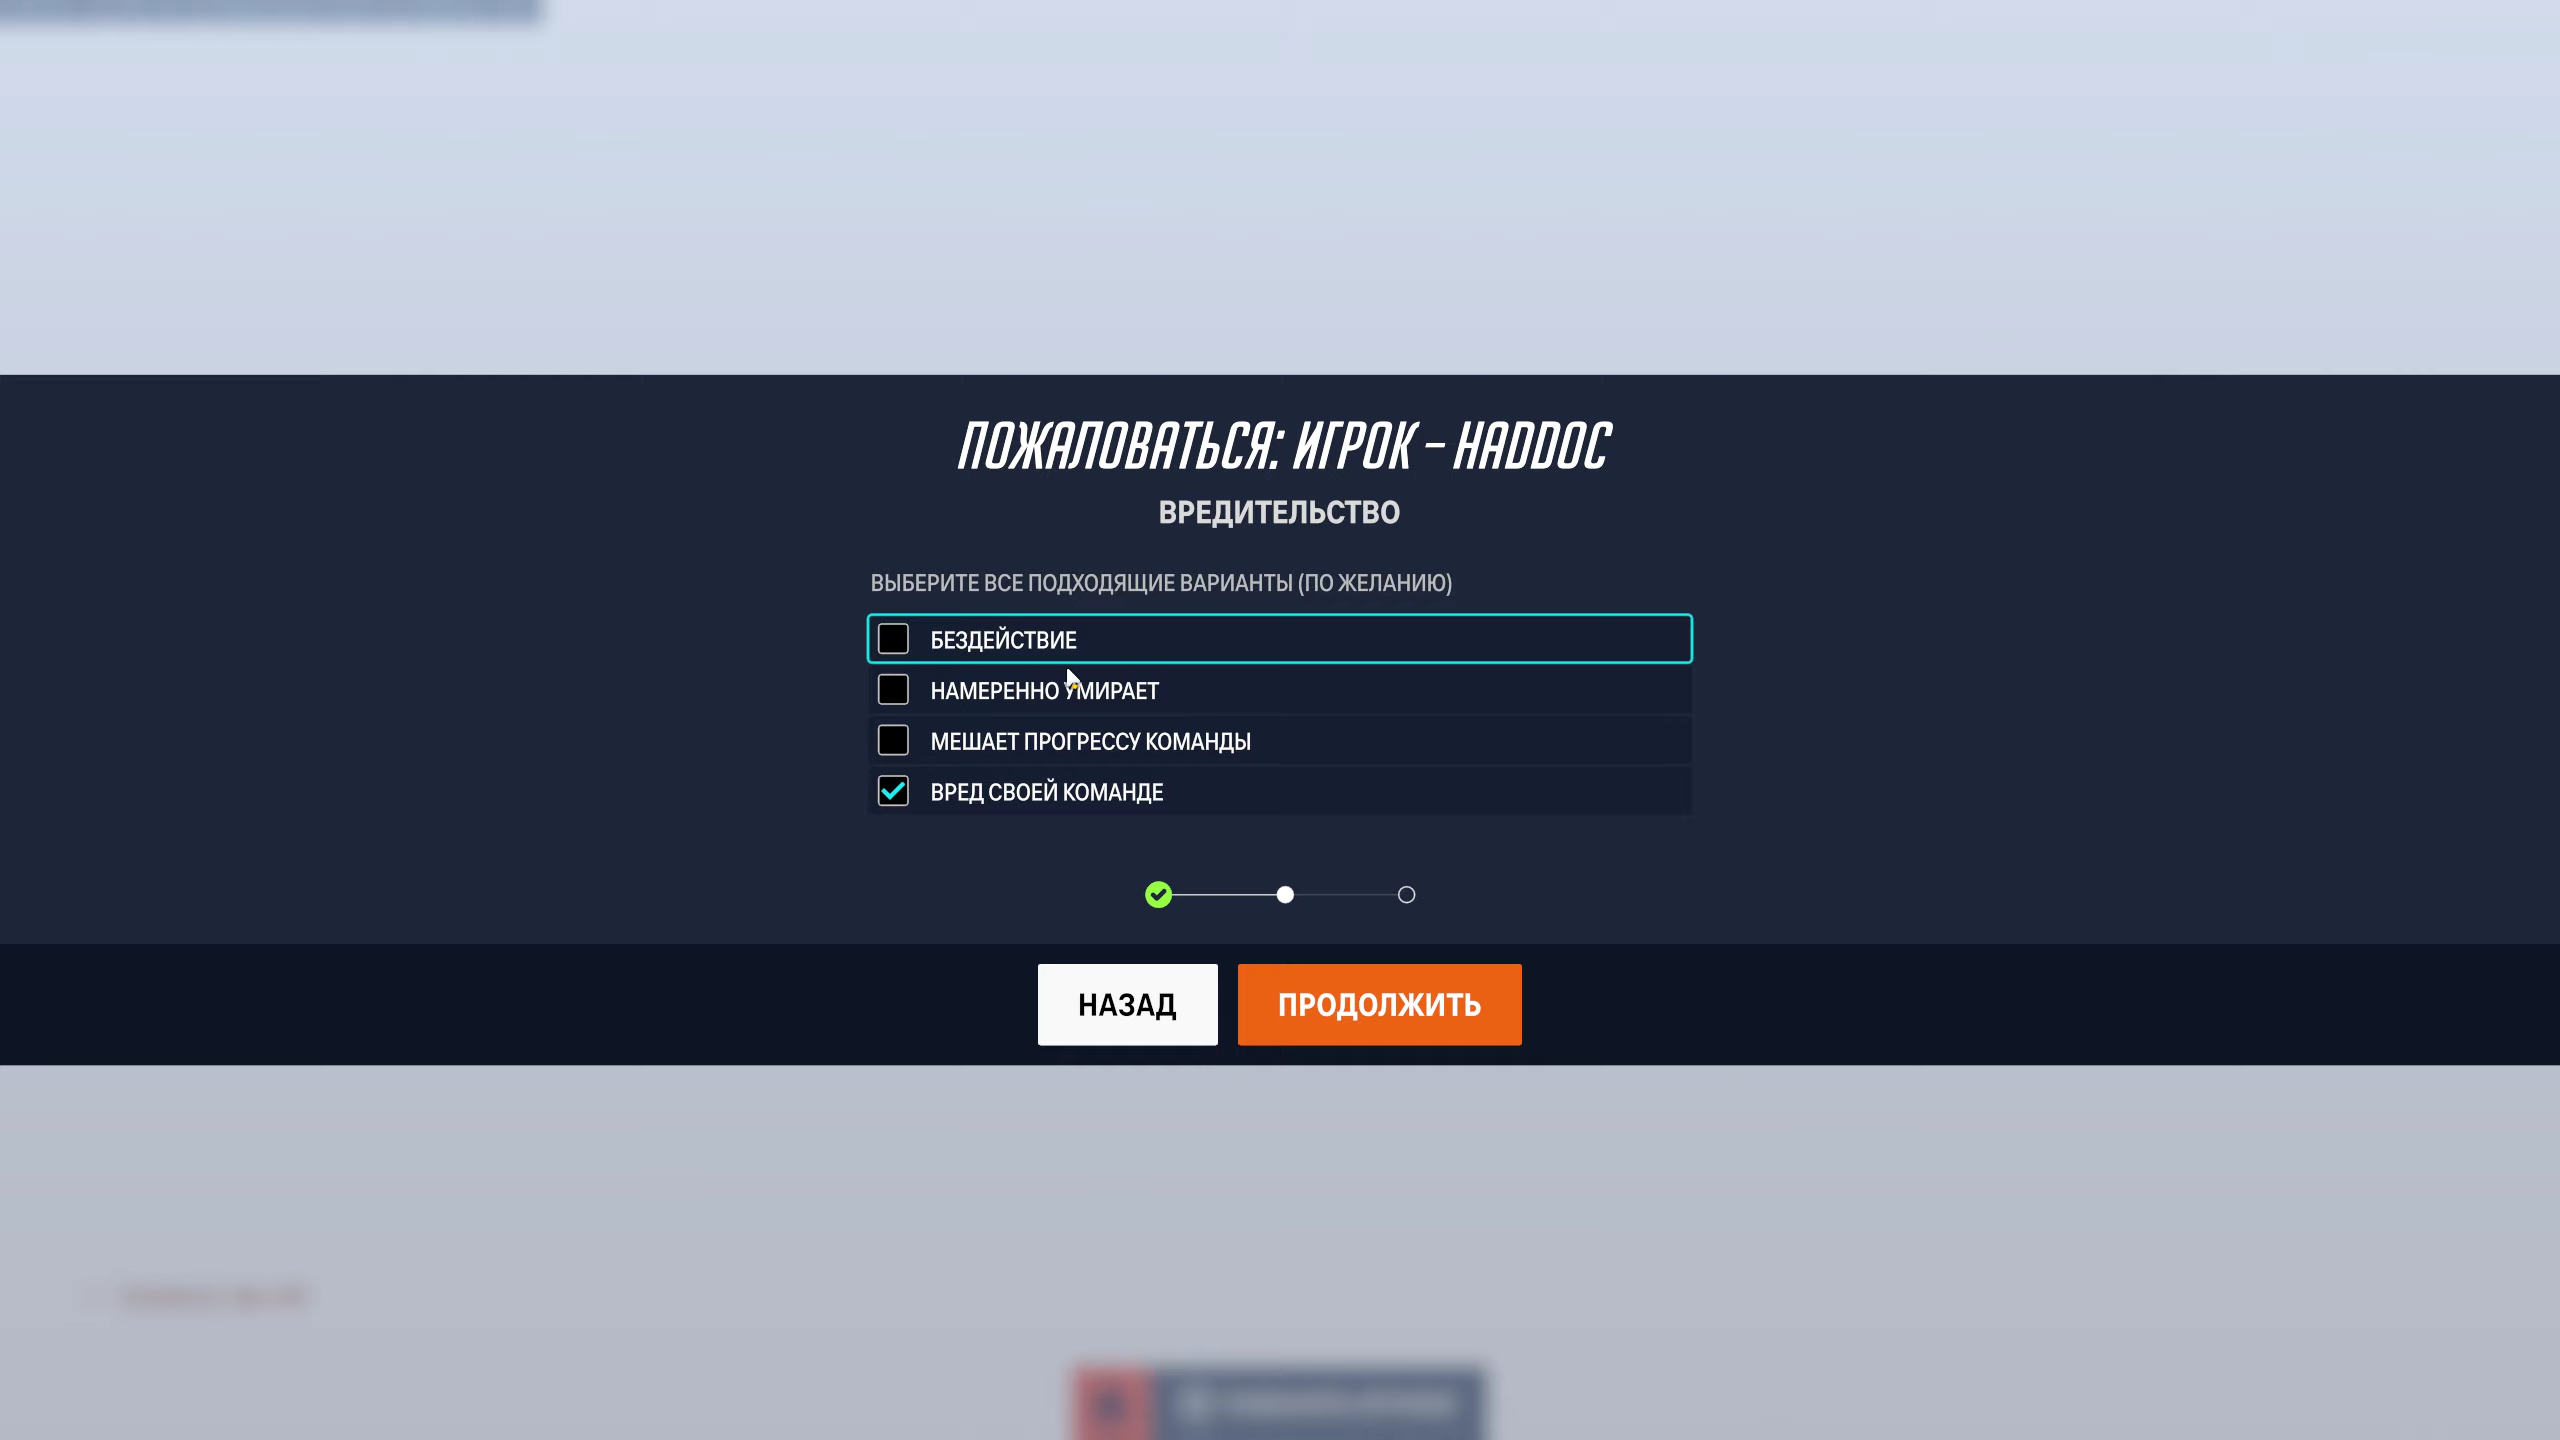 ПОЖАЛОВАТЬСЯ: ИГРОК – HADDOC
ВРЕДИТЕЛЬСТВО
ВЫБЕРИТЕ ВСЕ ПОДХОДЯЩИЕ ВАРИАНТЫ (ПО ЖЕЛАНИЮ)
БЕЗДЕЙСТВИЕ
НАМЕРЕННО УМИРАЕТ
МЕШАЕТ ПРОГРЕССУ КОМАНДЫ
ВРЕД СВОЕЙ КОМАНДЕ
НАЗАД
ПРОДОЛЖИТЬ